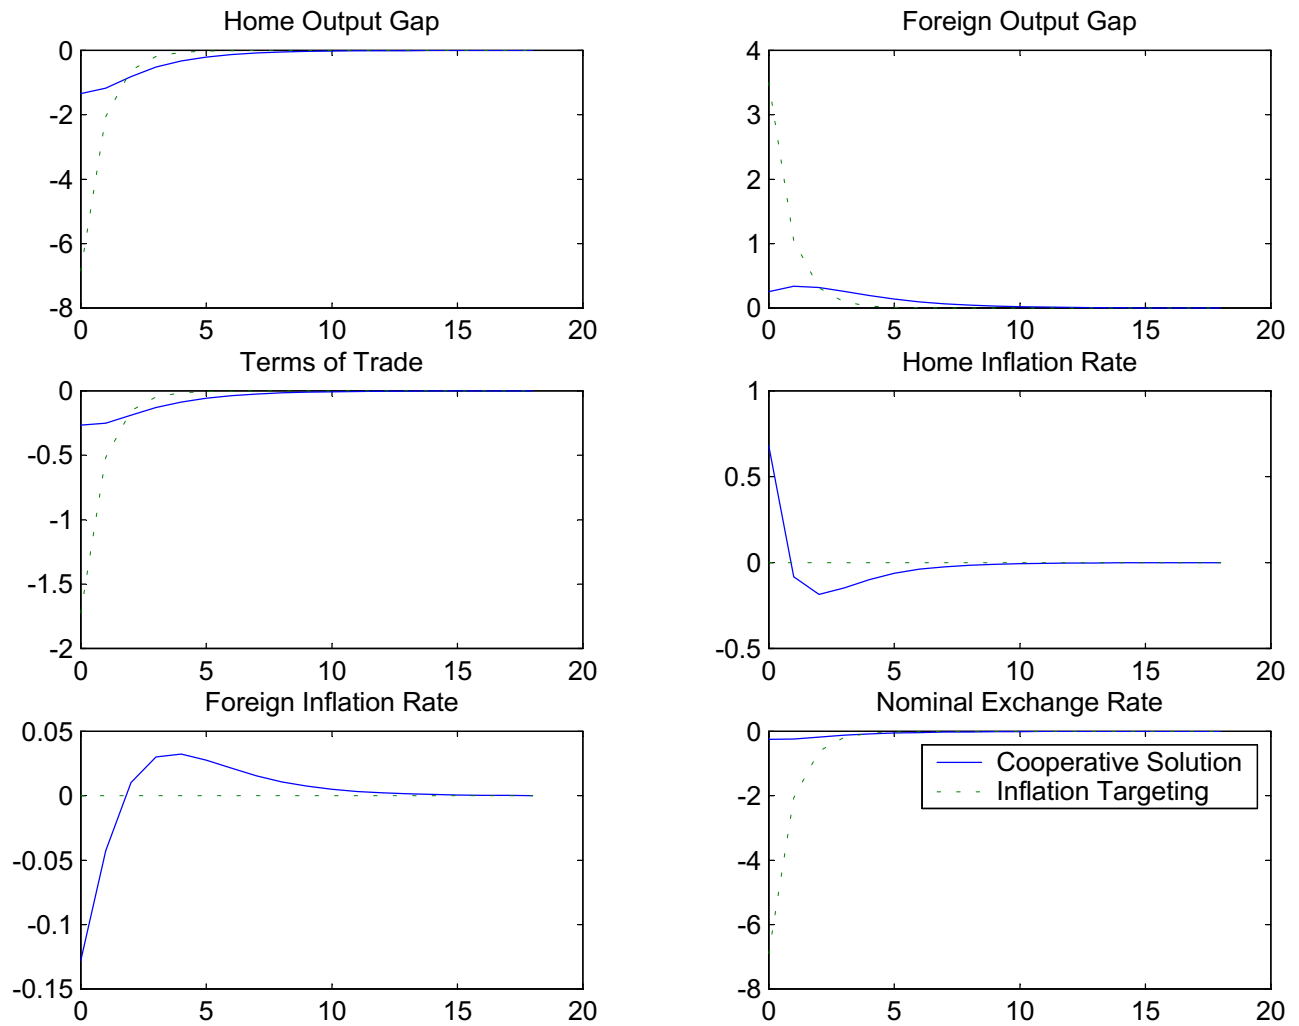 Home Output Gap
0
-2
-4
-6
-8
0 5 10 15 20
Foreign Output Gap
4
3
2
1
0
0 5 10 15 20
Terms of Trade
0
-0.5
-1
-1.5
-2
0 5 10 15 20
Home Inflation Rate
1
0.5
0
-0.5
0 5 10 15 20
Foreign Inflation Rate
0.05
0
-0.05
-0.1
-0.15
0 5 10 15 20
Nominal Exchange Rate
0
-2
-4
-6
-8
Cooperative Solution
Inflation Targeting
0 5 10 15 20